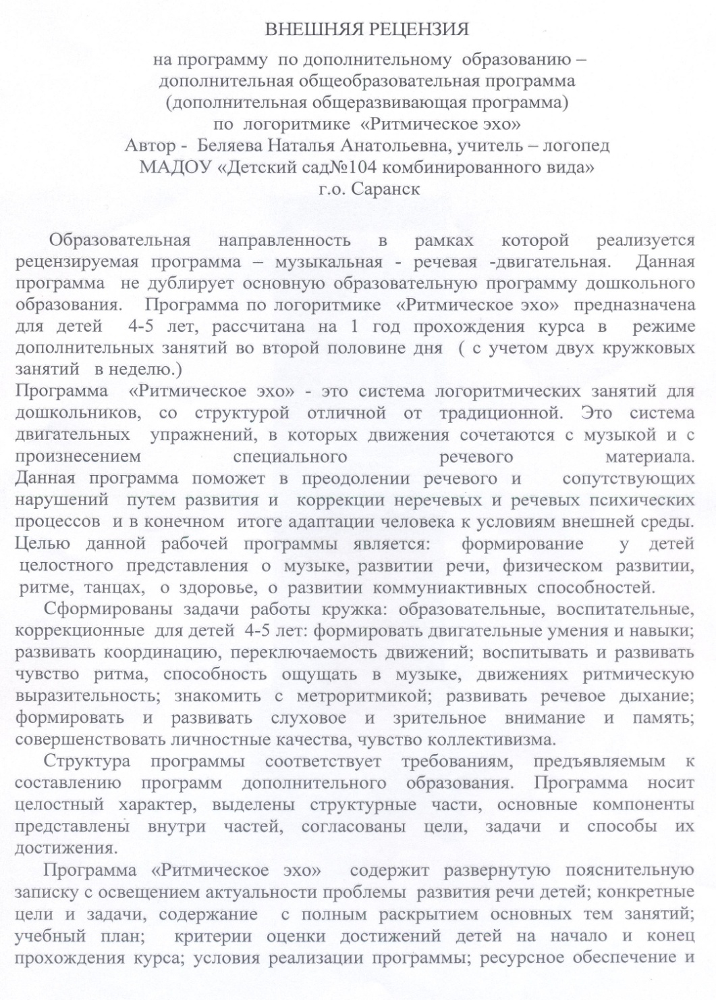 ВНЕШНЯЯ РЕЦЕНЗИЯ
на программу по дополнительному образованию –
дополнительная общеобразовательная программа
(дополнительная общеразвивающая программа)
по логоритмике «Ритмическое эхо»
Автор - Беляева Наталья Анатольевна, учитель – логопед
МАДОУ «Детский сад№104 комбинированного вида»
г.о. Саранск
Образовательная направленность в рамках которой реализуется
рецензируемая программа – музыкальная - речевая -двигательная. Данная
программа не дублирует основную образовательную программу дошкольного
образования. Программа по логоритмике «Ритмическое эхо» предназначена
для детей 4-5 лет, рассчитана на 1 год прохождения курса в режиме
дополнительных занятий во второй половине дня ( с учетом двух кружковых
занятий в неделю.)
Программа «Ритмическое эхо» - это система логоритмических занятий для
дошкольников, со структурой отличной от традиционной. Это система
двигательных упражнений, в которых движения сочетаются с музыкой и с
произнесением специального речевого материала.
Данная программа поможет в преодолении речевого и сопутствующих
нарушений путем развития и коррекции неречевых и речевых психических
процессов и в конечном итоге адаптации человека к условиям внешней среды.
Целью данной рабочей программы является: формирование у детей
целостного представления о музыке, развитии речи, физическом развитии,
ритме, танцах, о здоровье, о развитии коммуниактивных способностей.
Сформированы задачи работы кружка: образовательные, воспитательные,
коррекционные для детей 4-5 лет: формировать двигательные умения и навыки;
развивать координацию, переключаемость движений; воспитывать и развивать
чувство ритма, способность ощущать в музыке, движениях ритмическую
выразительность; знакомить с метроритмикой; развивать речевое дыхание;
формировать и развивать слуховое и зрительное внимание и память;
совершенствовать личностные качества, чувство коллективизма.
Структура программы соответствует требованиям, предъявляемым к
составлению программ дополнительного образования. Программа носит
целостный характер, выделены структурные части, основные компоненты
представлены внутри частей, согласованы цели, задачи и способы их
достижения.
Программа «Ритмическое эхо» содержит развернутую пояснительную
записку с освещением актуальности проблемы развития речи детей; конкретные
цели и задачи, содержание с полным раскрытием основных тем занятий;
учебный план; критерии оценки достижений детей на начало и конец
прохождения курса; условия реализации программы; ресурсное обеспечение и